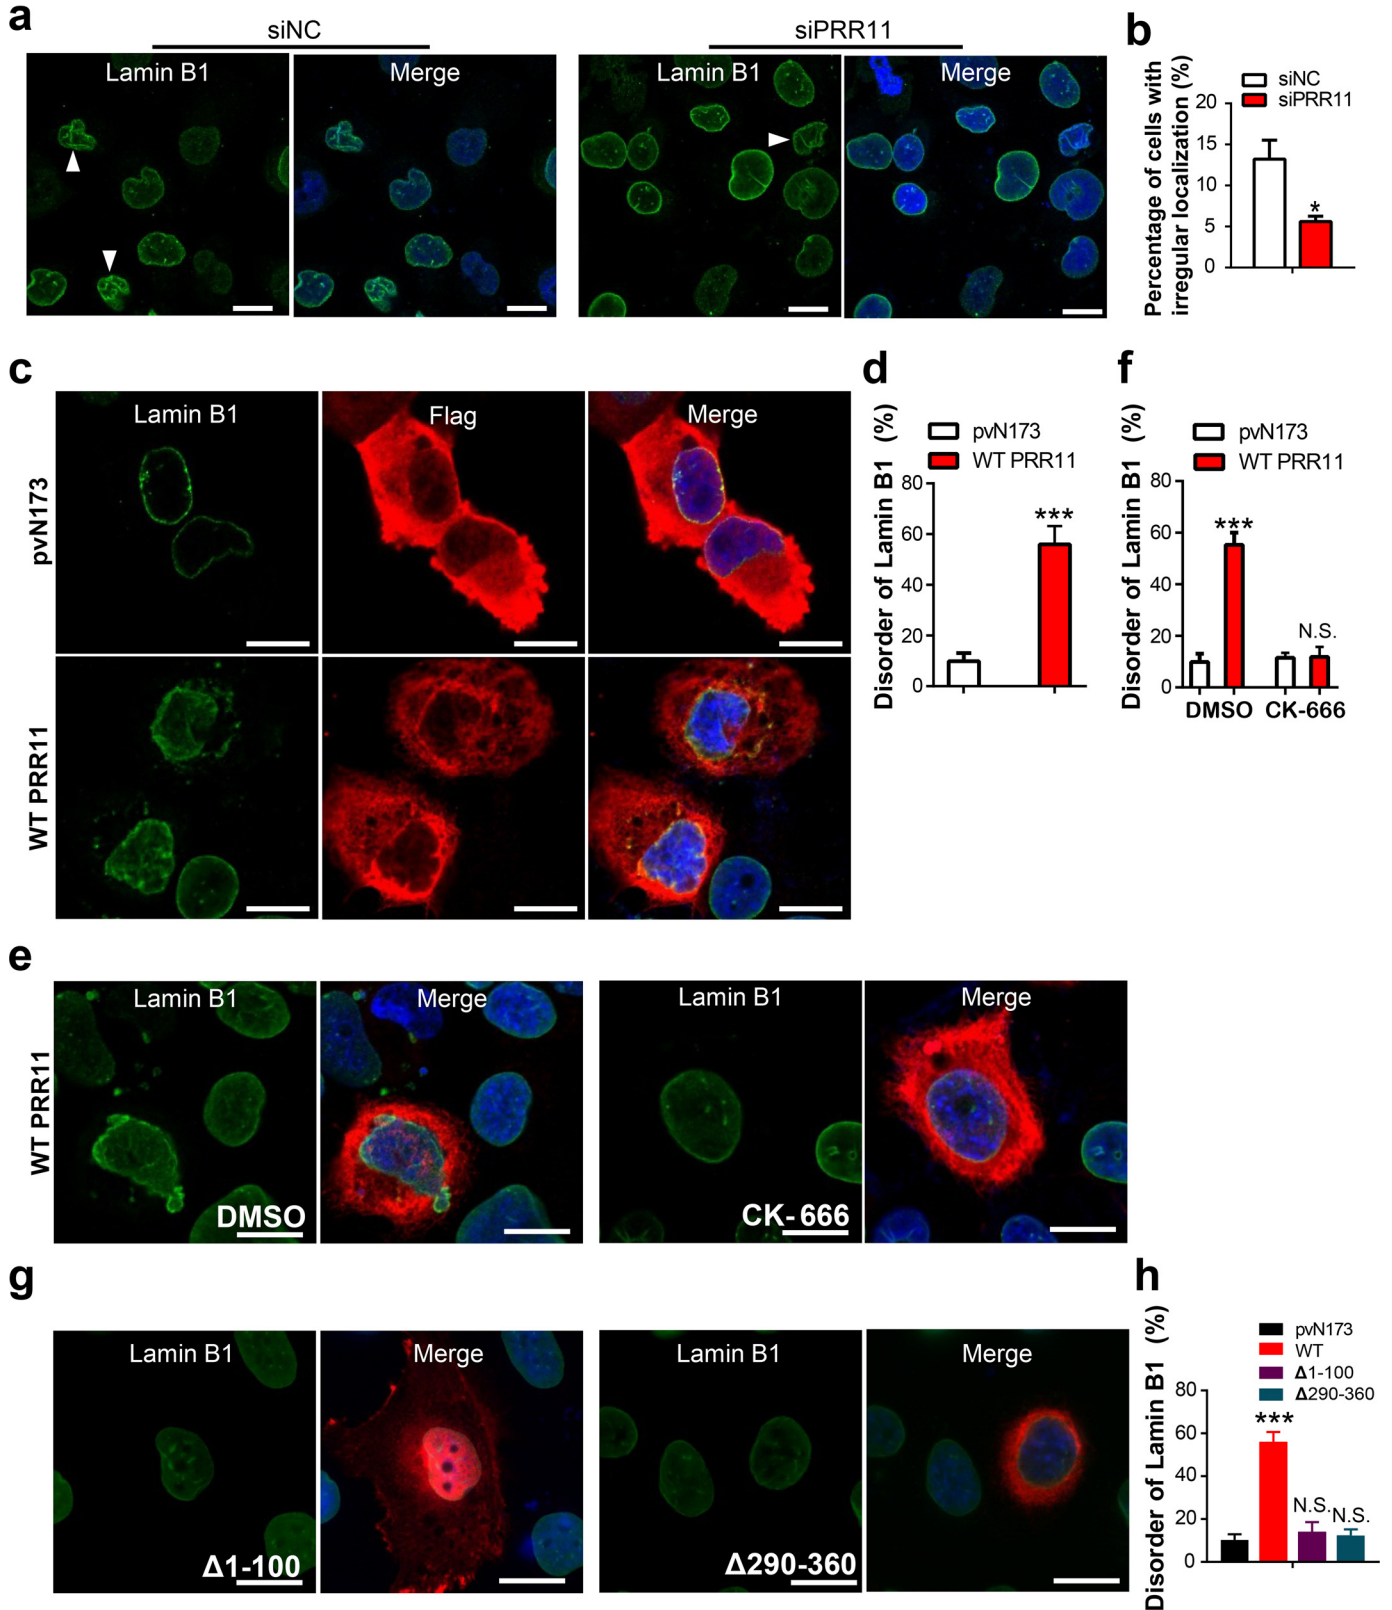 a
siNC
siPRR11
Lamin B1
Merge
Lamin B1
Merge
b
siNC
siPRR11
Percentage of cells with
irregular localization (%)
20
15
10
5
0
*
c
Lamin B1
Flag
Merge
pvN173
WT PRR11
d
pvN173
WT PRR11
Disorder of Lamin B1 (%)
80
60
40
20
0
***
f
pvN173
WT PRR11
Disorder of Lamin B1 (%)
80
60
40
20
0
***
N.S.
DMSO CK-666
e
WT PRR11
Lamin B1
Merge
Lamin B1
Merge
DMSO
CK-666
g
Lamin B1
Merge
Lamin B1
Merge
Δ1-100
Δ290-360
h
pvN173
WT
Δ1-100
Δ290-360
Disorder of Lamin B1 (%)
80
60
40
20
0
***
N.S.
N.S.